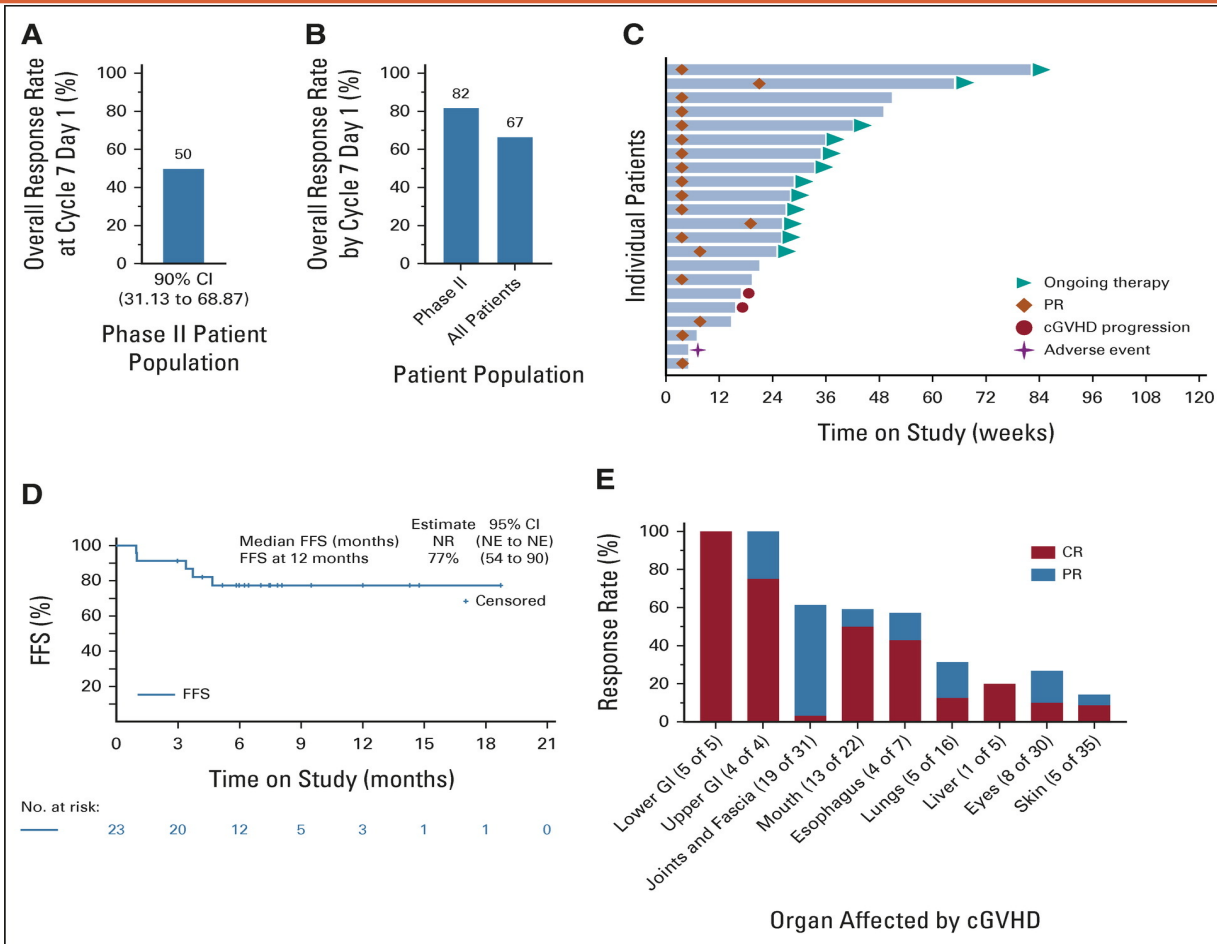 A
Overall Response Rate
at Cycle 7 Day 1 (%)
100
80
60
40
20
0
50
90% CI
(31.13 to 68.87)
Phase II Patient
Population
B
Overall Response Rate
by Cycle 7 Day 1 (%)
100
80
60
40
20
0
82
67
Phase II
All Patients
Patient Population
C
Individual Patients
Ongoing therapy
PR
cGVHD progression
Adverse event
0 12 24 36 48 60 72 84 96 108 120
Time on Study (weeks)
D
FFS (%)
100
80
60
40
20
Estimate 95% CI
Median FFS (months) NR (NE to NE)
FFS at 12 months 77% (54 to 90)
+ Censored
FFS
0 3 6 9 12 15 18 21
Time on Study (months)
No. at risk:
23 20 12 5 3 1 1 0
E
Response Rate (%)
100
80
60
40
20
0
CR
PR
Lower GI (5 of 5)
Upper GI (4 of 4)
Joints and Fascia (19 of 31)
Mouth (13 of 22)
Esophagus (4 of 7)
Lungs (5 of 16)
Liver (1 of 5)
Eyes (8 of 30)
Skin (5 of 35)
Organ Affected by cGVHD